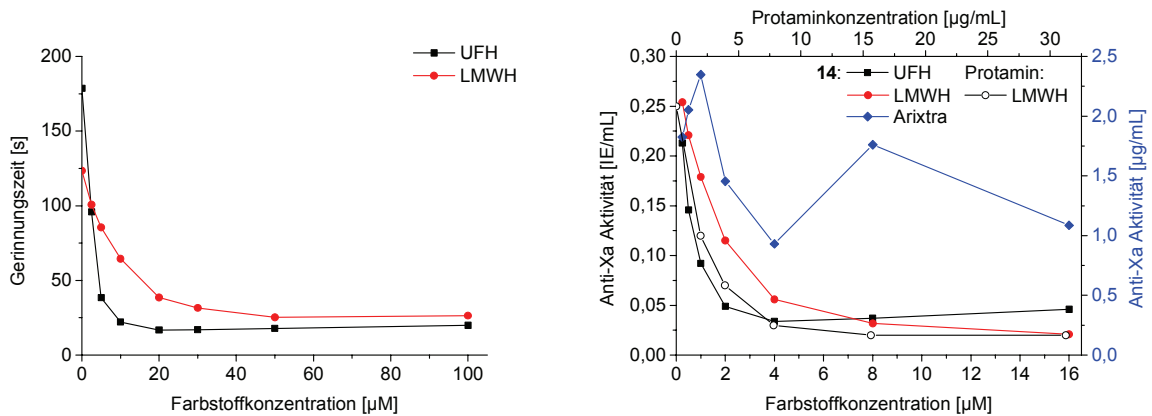 200
150
100
50
0
Gerinnungszeit [s]
0 20 40 60 80 100
Farbstoffkonzentration [µM]
UFH
LMWH
Protaminkonzentration [µg/mL]
0 5 10 15 20 25 30
0,30
0,25
0,20
0,15
0,10
0,05
0,00
Anti-Xa Aktivität [IE/mL]
14: UFH Protamin:
LMWH LMWH
Arixtra
2,5
2,0
1,5
1,0
0,5
0,0
Anti-Xa Aktivität [µg/mL]
0 2 4 6 8 10 12 14 16
Farbstoffkonzentration [µM]